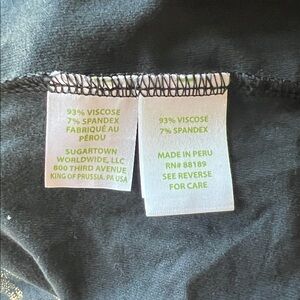 93% VISCOSE
7% SPANDEX
FABRIQUÉ AU
PÉROU
SUGARTOWN
WORLDWIDE, LLC
600 THIRD AVENUE
KING OF PRUSSIA, PA USA
93% VISCOSE
7% SPANDEX
MADE IN PERU
RN# 88189
SEE REVERSE
FOR CARE